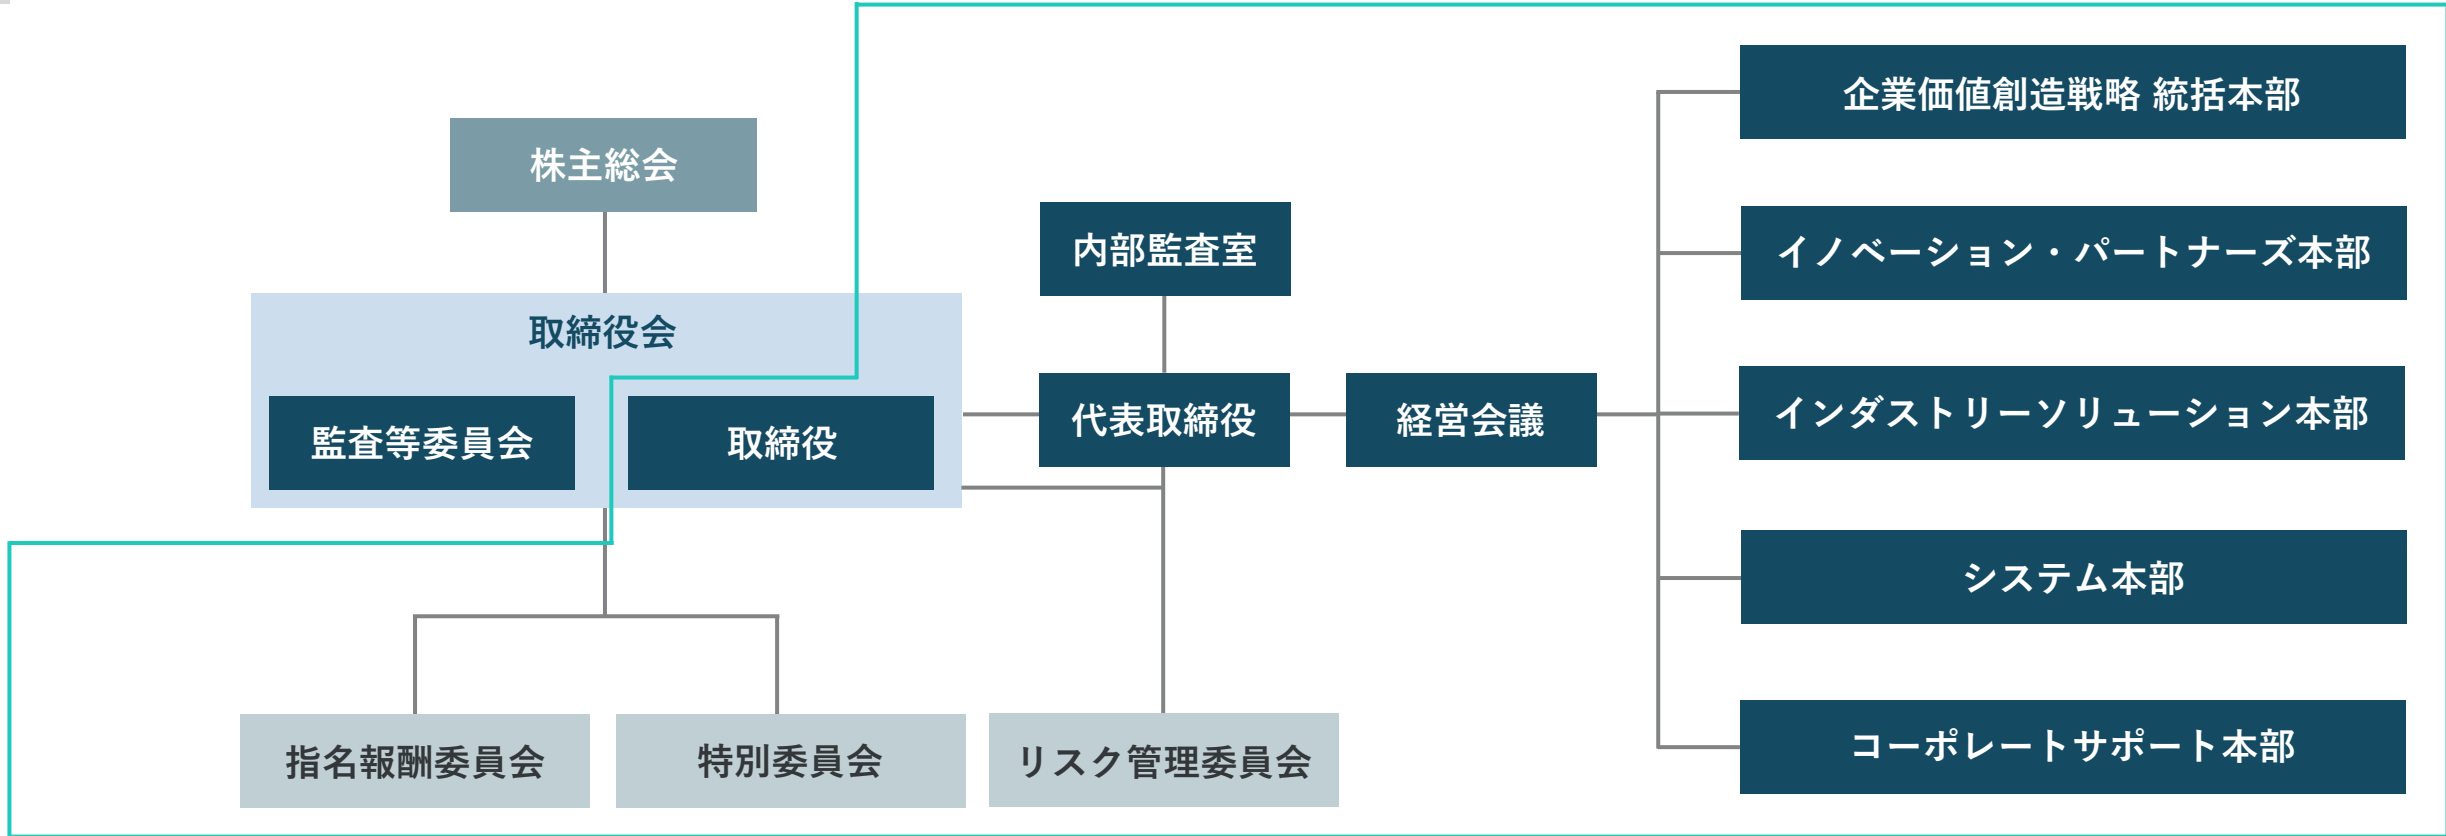 株主総会
取締役会
監査等委員会
取締役
指名報酬委員会
特別委員会
リスク管理委員会
内部監査室
代表取締役
経営会議
企業価値創造戦略 統括本部
イノベーション・パートナーズ本部
インダストリーソリューション本部
システム本部
コーポレートサポート本部